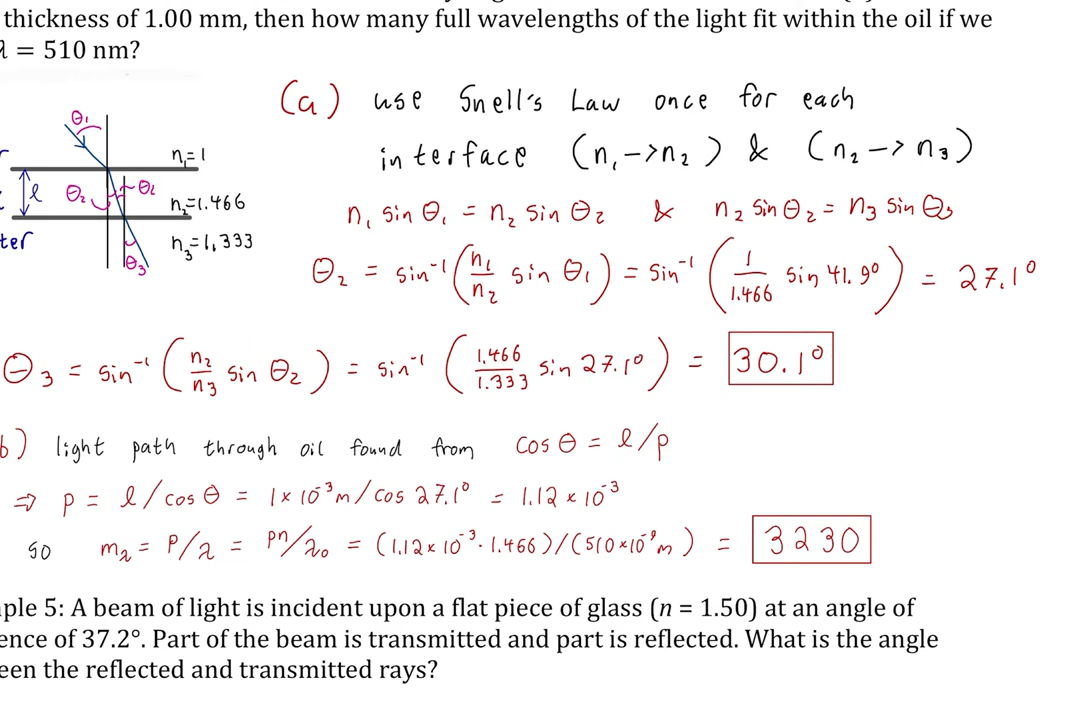 thickness of 1.00 mm, then how many full wavelengths of the light fit within the oil if we
λ = 510 nm?
(a) use Snell's Law once for each
interface (n₁->n₂) & (n₂->n₃)
θ₁
n₁=1
l θ₂ θ₂
n₂=1.466
ter
n₃=1,333
θ₃
n₁ sin θ₁ = n₂ sin θ₂ & n₂ sin θ₂ = n₃ sin θ₃
θ₂ = sin⁻¹(n₁/n₂ sin θ₁) = sin⁻¹(1/1.466 sin 41.9°) = 27.1°
θ₃ = sin⁻¹(n₂/n₃ sin θ₂) = sin⁻¹(1.466/1.333 sin 27.1°) = 30.1°
b) light path through oil found from cos θ = l/p
⇒ p = l/cos θ = 1×10⁻³m/cos 27.1° = 1.12×10⁻³
so m₂ = P/λ = pn/λ₀ = (1.12×10⁻³·1.466)/(510×10⁻⁹m) = 3230
ple 5: A beam of light is incident upon a flat piece of glass (n = 1.50) at an angle of
ence of 37.2°. Part of the beam is transmitted and part is reflected. What is the angle
een the reflected and transmitted rays?